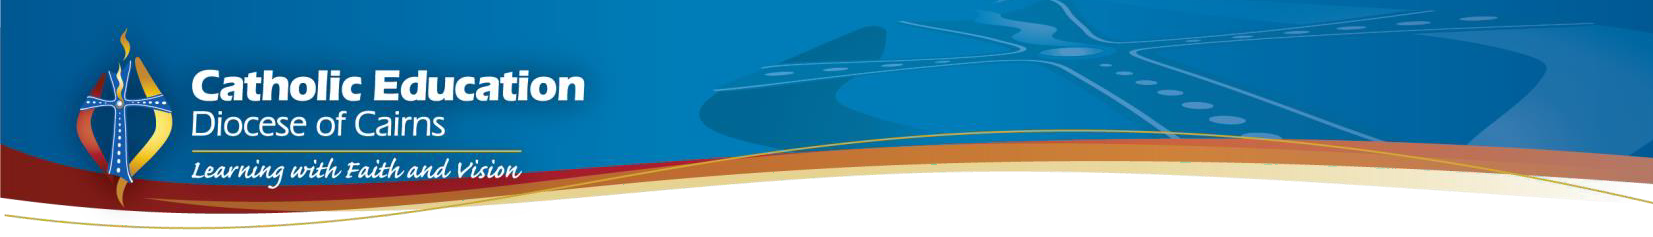 Catholic Education
Diocese of Cairns
Learning with Faith and Vision